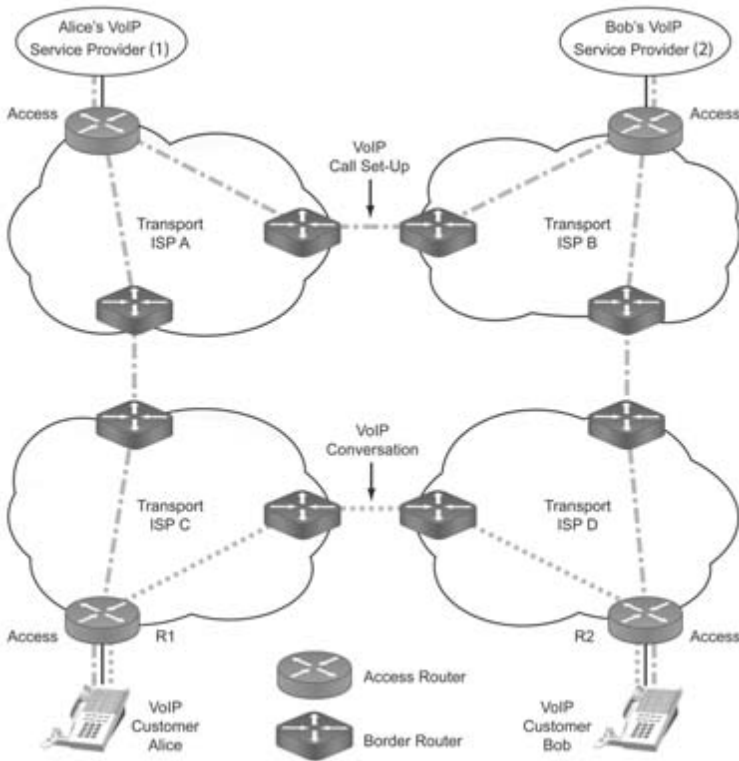 Alice's VoIP
Service Provider (1)
Bob's VoIP
Service Provider (2)
Access
Access
VoIP
Call Set-Up
Transport
ISP A
Transport
ISP B
VoIP
Conversation
Transport
ISP C
Transport
ISP D
Access
R1
R2
Access
Access Router
VoIP
Customer
Alice
VoIP
Customer
Bob
Border Router